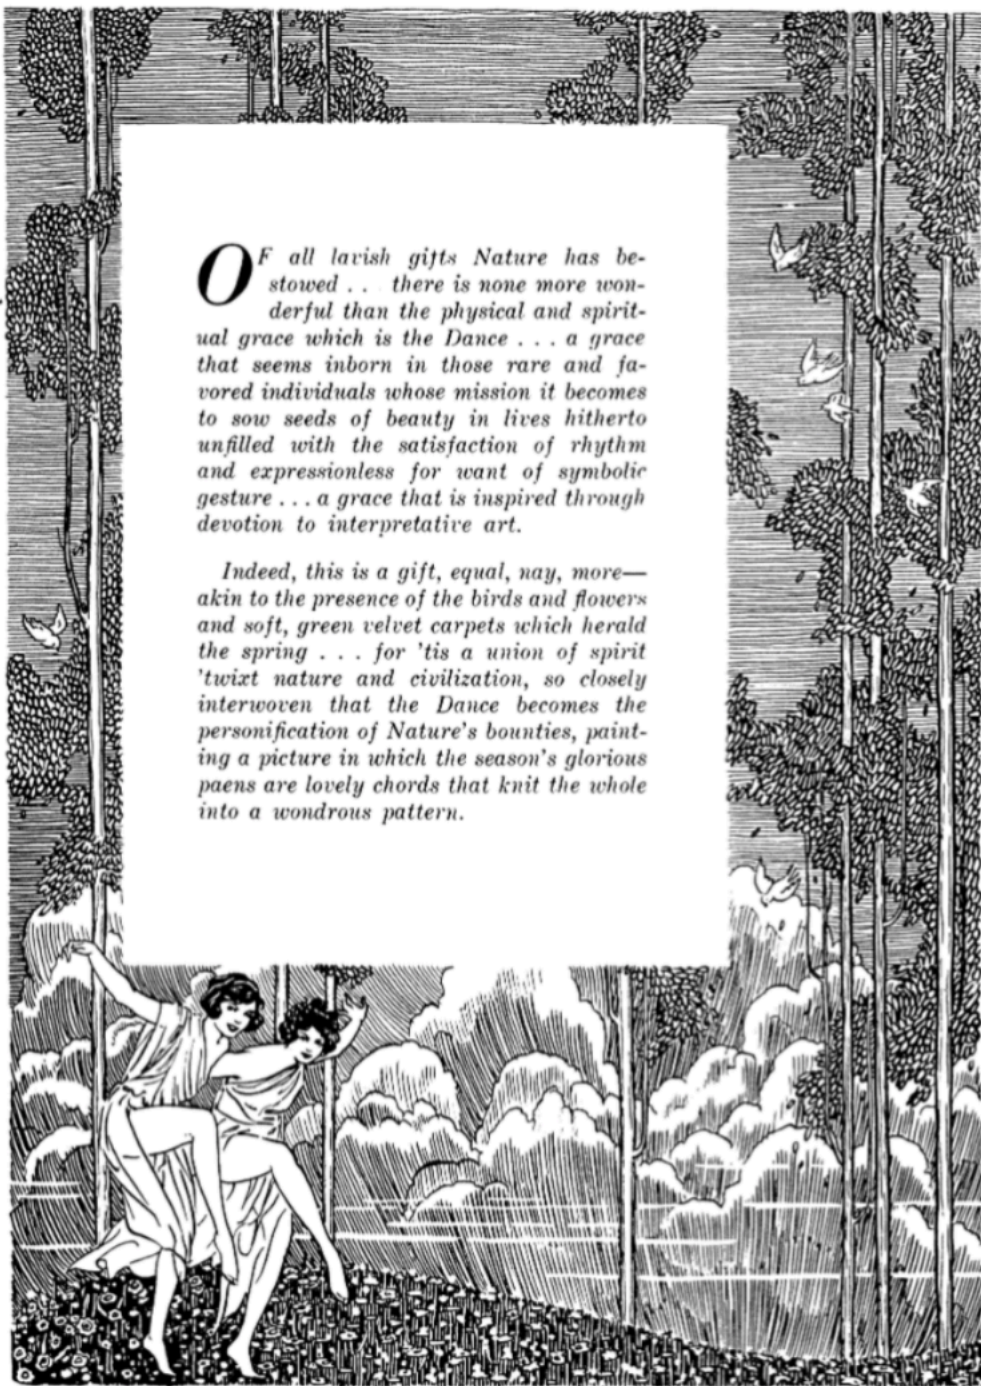 OF all lavish gifts Nature has be-
stowed . . there is none more won-
derful than the physical and spirit-
ual grace which is the Dance . . . a grace
that seems inborn in those rare and fa-
vored individuals whose mission it becomes
to sow seeds of beauty in lives hitherto
unfilled with the satisfaction of rhythm
and expressionless for want of symbolic
gesture . . . a grace that is inspired through
devotion to interpretative art.
Indeed, this is a gift, equal, nay, more—
akin to the presence of the birds and flowers
and soft, green velvet carpets which herald
the spring . . . for 'tis a union of spirit
'twixt nature and civilization, so closely
interwoven that the Dance becomes the
personification of Nature's bounties, paint-
ing a picture in which the season's glorious
paens are lovely chords that knit the whole
into a wondrous pattern.